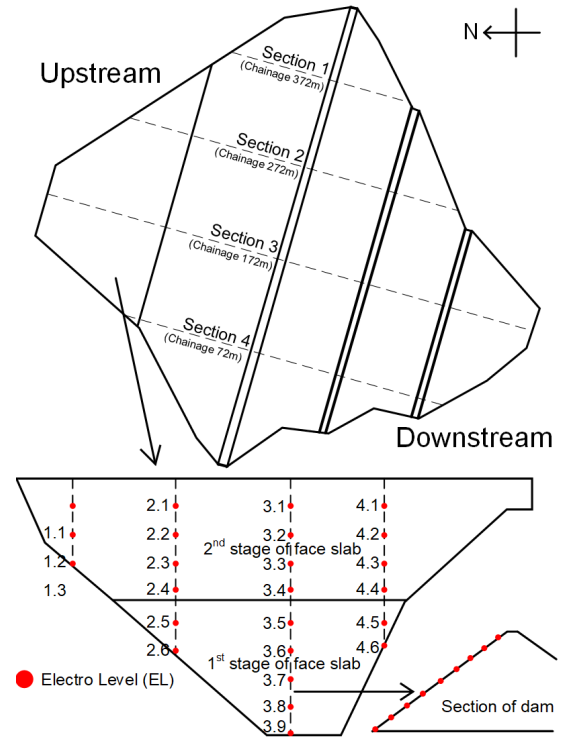 N
Upstream
Section 1
(Chainage 372m)
Section 2
(Chainage 272m)
Section 3
(Chainage 172m)
Section 4
(Chainage 72m)
Downstream
2.1
3.1
4.1
1.1
2.2
3.2
4.2
2nd stage of face slab
1.2
2.3
3.3
4.3
1.3
2.4
3.4
4.4
2.5
3.5
4.5
2.6
3.6
4.6
1st stage of face slab
3.7
Electro Level (EL)
3.8
Section of dam
3.9